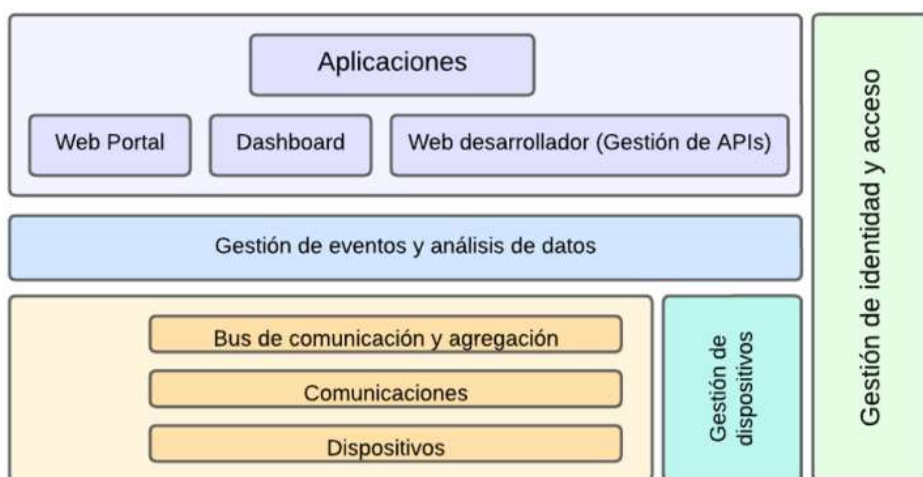 Aplicaciones
Web Portal
Dashboard
Web desarrollador (Gestión de APIs)
Gestión de eventos y análisis de datos
Bus de comunicación y agregación
Comunicaciones
Dispositivos
Gestión de
dispositivos
Gestión de identidad y acceso